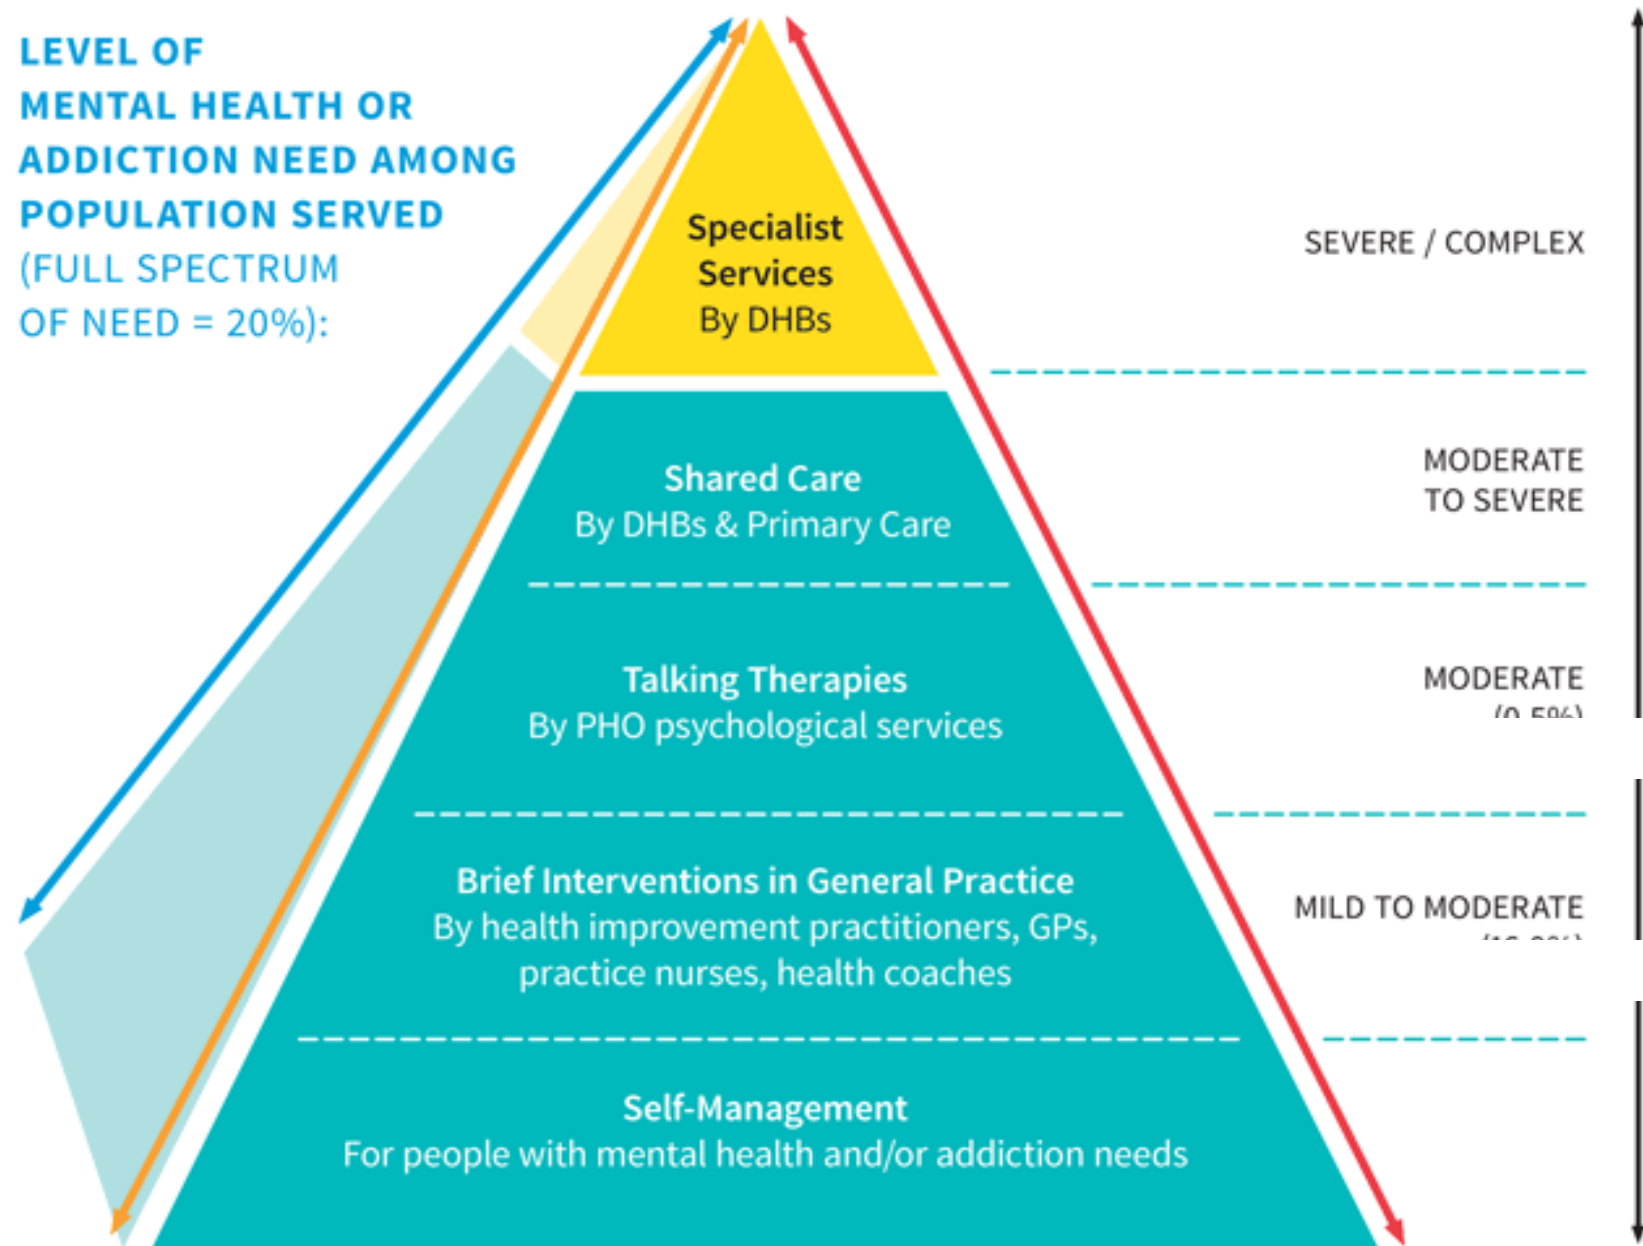 LEVEL OF
MENTAL HEALTH OR
ADDICTION NEED AMONG
POPULATION SERVED
(FULL SPECTRUM
OF NEED = 20%):
Specialist
Services
By DHBs
SEVERE / COMPLEX
Shared Care
By DHBs & Primary Care
MODERATE
TO SEVERE
Talking Therapies
By PHO psychological services
MODERATE
Brief Interventions in General Practice
By health improvement practitioners, GPs,
practice nurses, health coaches
MILD TO MODERATE
Self-Management
For people with mental health and/or addiction needs